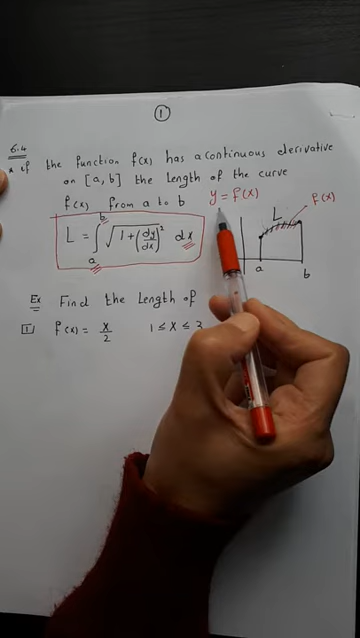 ①
6.4
* if the function f(x) has a continuous derivative
on [a, b] the length of the curve
f(x) from a to b y = f(x)
L = ∫ₐᵇ √(1 + (dy/dx)²) dx
L f(x)
a b
Ex Find the Length of
1 f(x) = x/2 1 ≤ x ≤ 3